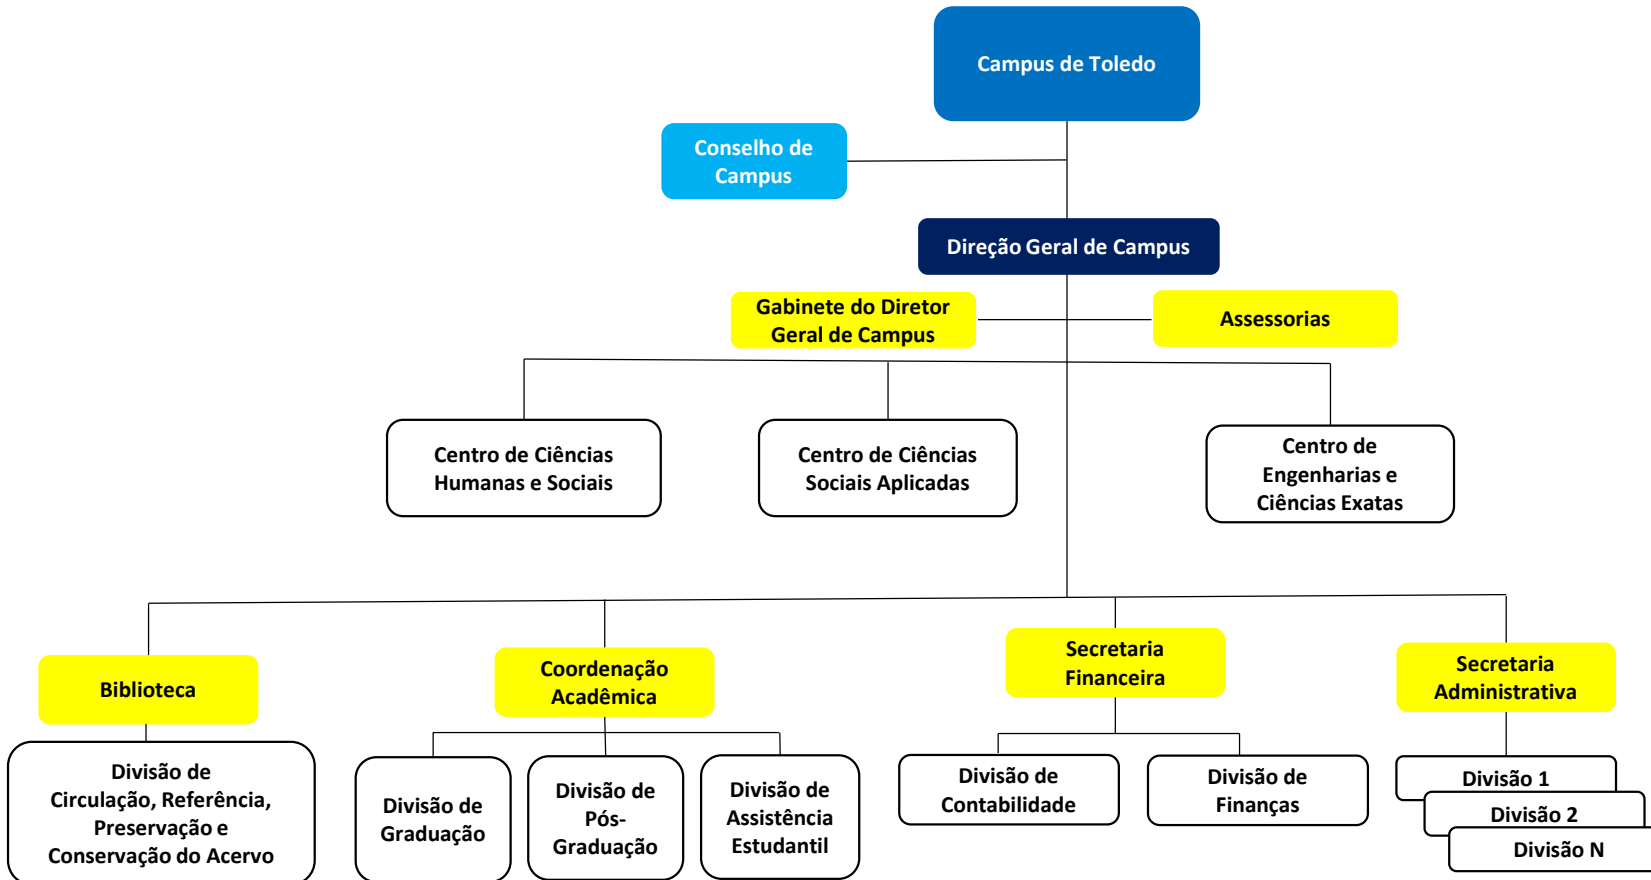 Campus de Toledo
Conselho de
Campus
Direção Geral de Campus
Gabinete do Diretor
Geral de Campus
Assessorias
Centro de Ciências
Humanas e Sociais
Centro de Ciências
Sociais Aplicadas
Centro de
Engenharias e
Ciências Exatas
Biblioteca
Coordenação
Acadêmica
Secretaria
Financeira
Secretaria
Administrativa
Divisão de
Circulação, Referência,
Preservação e
Conservação do Acervo
Divisão de
Graduação
Divisão de
Pós-
Graduação
Divisão de
Assistência
Estudantil
Divisão de
Contabilidade
Divisão de
Finanças
Divisão 1
Divisão 2
Divisão N